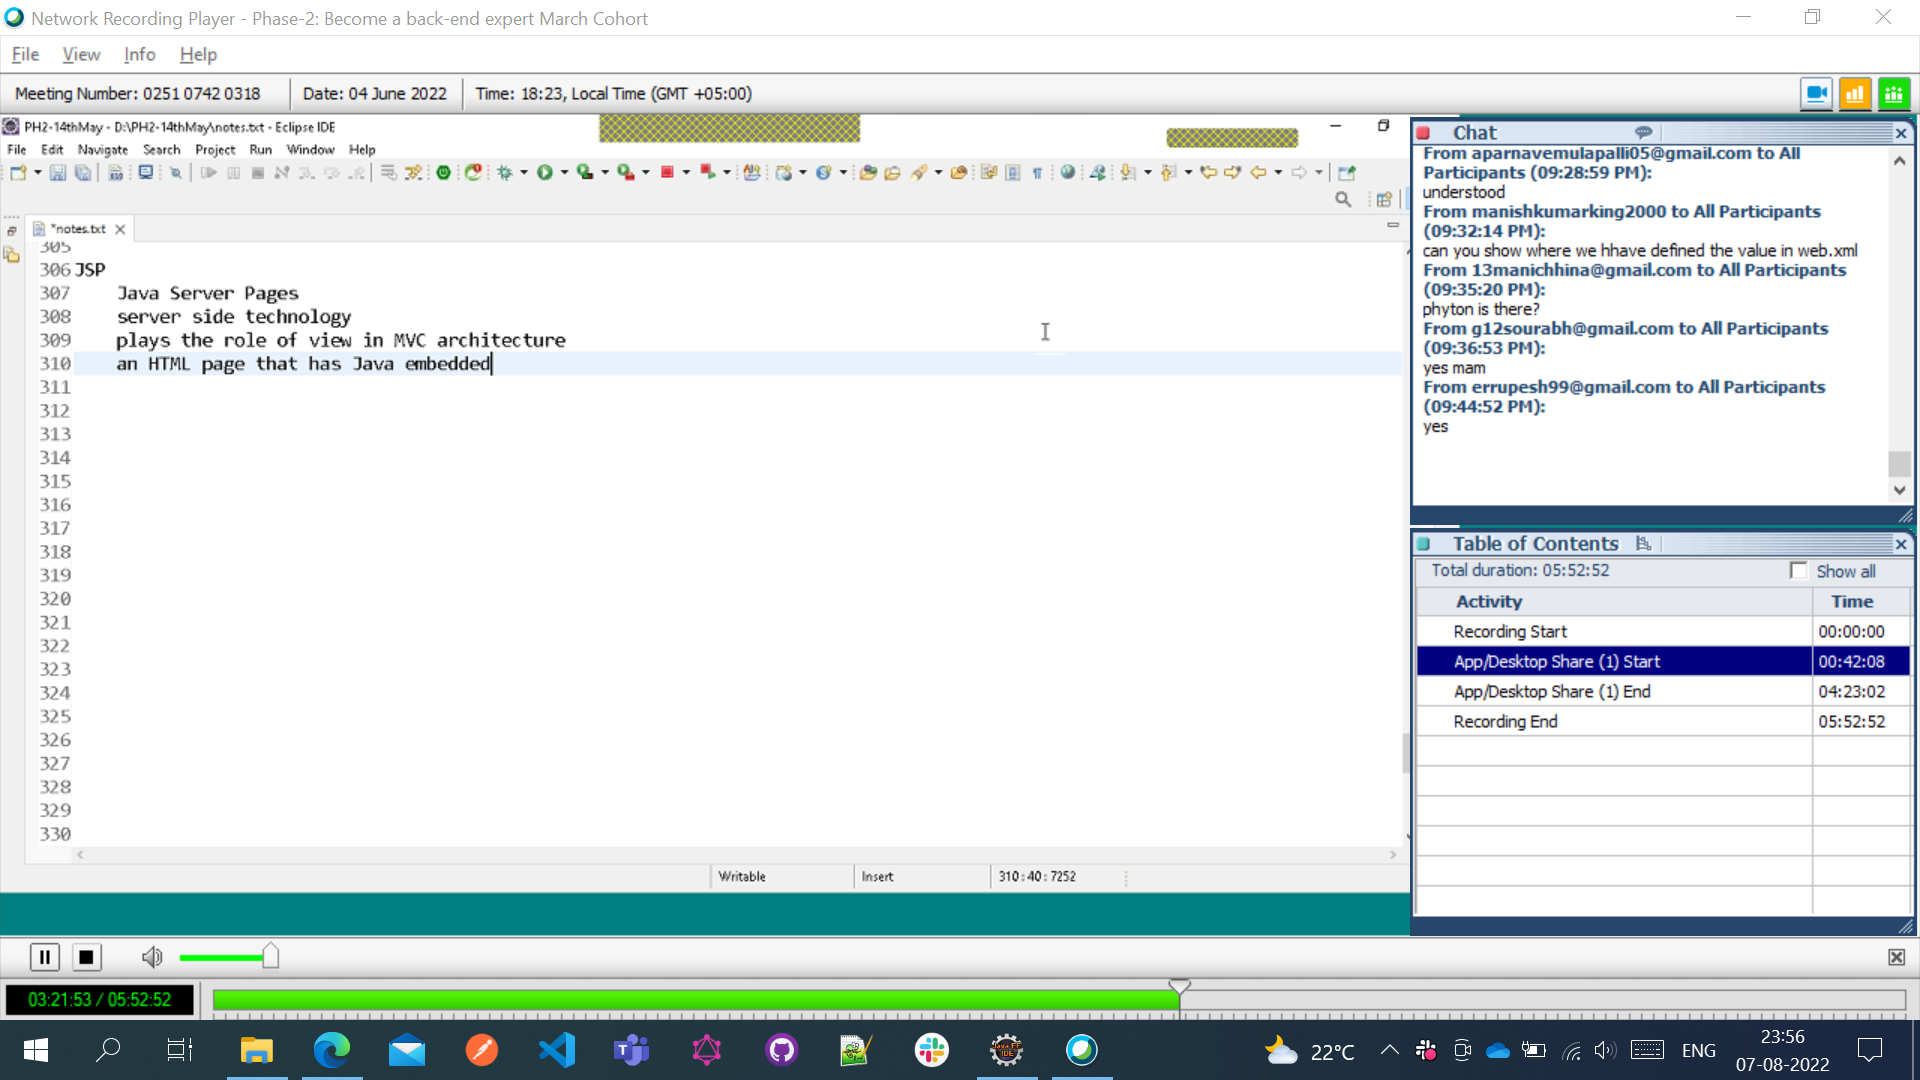 Network Recording Player - Phase-2: Become a back-end expert March Cohort
File View Info Help
Meeting Number: 0251 0742 0318 Date: 04 June 2022 Time: 18:23, Local Time (GMT +05:00)
PH2-14thMay - D:\PH2-14thMay\notes.txt - Eclipse IDE
File Edit Navigate Search Project Run Window Help
*notes.txt
305
306 JSP
307 Java Server Pages
308 server side technology
309 plays the role of view in MVC architecture
310 an HTML page that has Java embedded
311
312
313
314
315
316
317
318
319
320
321
322
323
324
325
326
327
328
329
330
Writable Insert 310:40:7252
Chat
From aparnavemulapalli05@gmail.com to All
Participants (09:28:59 PM):
understood
From manishkumarking2000 to All Participants
(09:32:14 PM):
can you show where we hhave defined the value in web.xml
From 13manichhina@gmail.com to All Participants
(09:35:20 PM):
phyton is there?
From g12sourabh@gmail.com to All Participants
(09:36:53 PM):
yes mam
From errupesh99@gmail.com to All Participants
(09:44:52 PM):
yes
Table of Contents
Total duration: 05:52:52 Show all
Activity Time
Recording Start 00:00:00
App/Desktop Share (1) Start 00:42:08
App/Desktop Share (1) End 04:23:02
Recording End 05:52:52
03:21:53 / 05:52:52
22°C ENG 23:56
07-08-2022